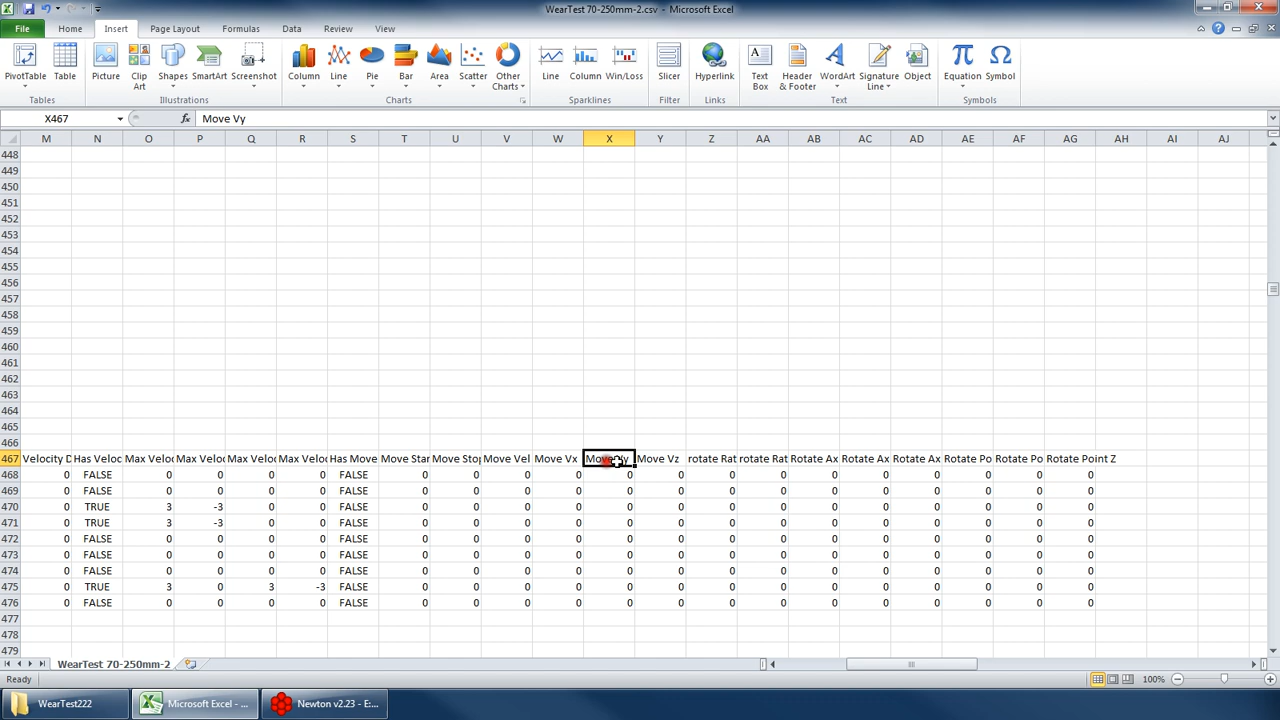 WearTest 70-250mm-2.csv - Microsoft Excel
File Home Insert Page Layout Formulas Data Review View
PivotTable Table Picture Clip Art Shapes SmartArt Screenshot Column Line Pie Bar Area Scatter Other Charts Line Column Win/Loss Slicer Hyperlink Text Box Header & Footer WordArt Signature Line Object Equation Symbol
Tables Illustrations Charts Sparklines Filter Links Text Symbols
X467 fx Move Vy
M N O P Q R S T U V W X Y Z AA AB AC AD AE AF AG AH AI AJ
448
449
450
451
452
453
454
455
456
457
458
459
460
461
462
463
464
465
466
467 Velocity D Has Veloc Max Veloc Max Veloc Max Veloc Max Veloc Has Move Move Star Move Stop Move Vel Move Vx Move Vy Move Vz rotate Rat rotate Rat Rotate Ax Rotate Ax Rotate Ax Rotate Po Rotate Po Rotate Point Z
468 0 FALSE 0 0 0 0 FALSE 0 0 0 0 0 0 0 0 0 0 0 0 0 0
469 0 FALSE 0 0 0 0 FALSE 0 0 0 0 0 0 0 0 0 0 0 0 0 0
470 0 TRUE 3 -3 0 0 FALSE 0 0 0 0 0 0 0 0 0 0 0 0 0 0
471 0 TRUE 3 -3 0 0 FALSE 0 0 0 0 0 0 0 0 0 0 0 0 0 0
472 0 FALSE 0 0 0 0 FALSE 0 0 0 0 0 0 0 0 0 0 0 0 0 0
473 0 FALSE 0 0 0 0 FALSE 0 0 0 0 0 0 0 0 0 0 0 0 0 0
474 0 FALSE 0 0 0 0 FALSE 0 0 0 0 0 0 0 0 0 0 0 0 0 0
475 0 TRUE 3 0 3 -3 FALSE 0 0 0 0 0 0 0 0 0 0 0 0 0 0
476 0 FALSE 0 0 0 0 FALSE 0 0 0 0 0 0 0 0 0 0 0 0 0 0
477
478
479
WearTest 70-250mm-2
Ready 100%
WearTest222 Microsoft Excel - ... Newton v2.23 - E:...